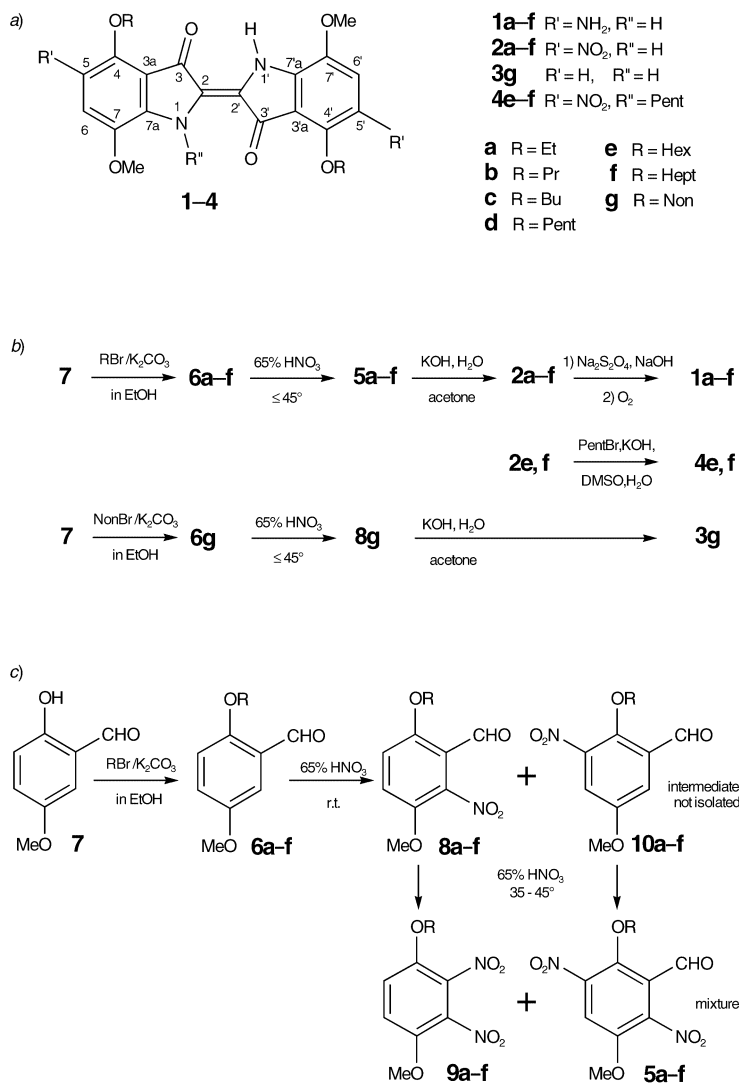 a)
OR
O
R'
5
4
3a
3
6
7
7a
1
N
2
2'
R"
OMe
H
N
1'
7'a
OMe
7'
6'
3'
3'a
4'
5'
R'
O
OR
1–4
1a–f R' = NH₂, R" = H
2a–f R' = NO₂, R" = H
3g R' = H, R" = H
4e–f R' = NO₂, R" = Pent
a R = Et e R = Hex
b R = Pr f R = Hept
c R = Bu g R = Non
d R = Pent
b)
7 RBr /K₂CO₃ in EtOH 6a–f 65% HNO₃ ≤ 45° 5a–f KOH, H₂O acetone 2a–f 1) Na₂S₂O₄, NaOH 2) O₂ 1a–f
2e, f PentBr,KOH, DMSO,H₂O 4e, f
7 NonBr /K₂CO₃ in EtOH 6g 65% HNO₃ ≤ 45° 8g KOH, H₂O acetone 3g
c)
OH
CHO
MeO
7
RBr /K₂CO₃
in EtOH
OR
CHO
MeO
6a–f
65% HNO₃
r.t.
OR
CHO
NO₂
MeO
8a–f
+
OR
O₂N
CHO
MeO
10a–f
intermediate
not isolated
65% HNO₃
35 - 45°
OR
NO₂
NO₂
MeO
9a–f
+
OR
O₂N
CHO
NO₂
MeO
5a–f
mixture